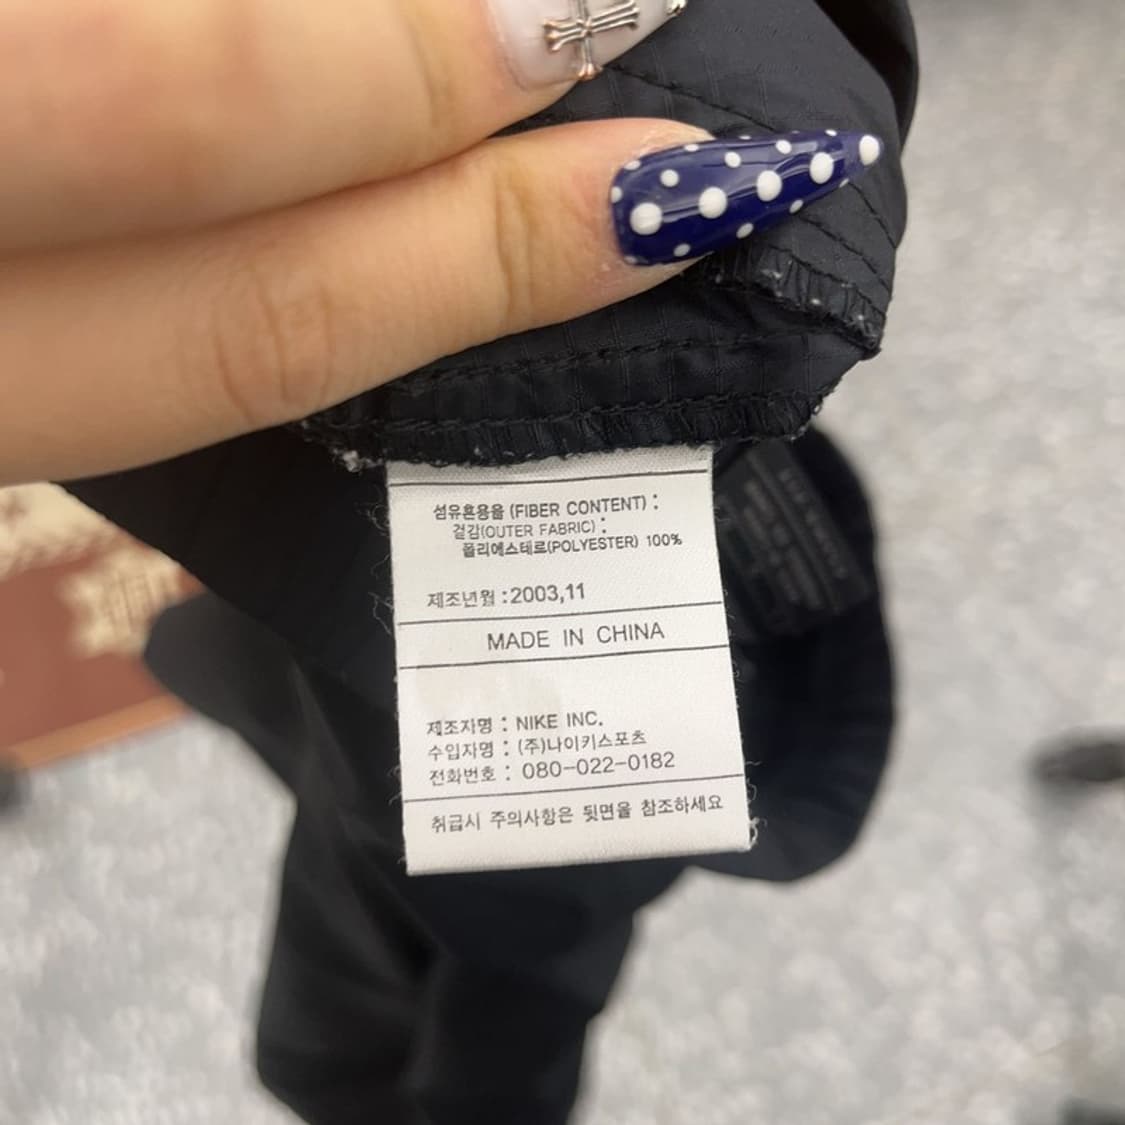 섬유혼용율 (FIBER CONTENT) :
겉감(OUTER FABRIC) :
폴리에스테르(POLYESTER) 100%
제조년월 :2003,11
MADE IN CHINA
제조자명 : NIKE INC.
수입자명 : (주)나이키스포츠
전화번호 : 080-022-0182
취급시 주의사항은 뒷면을 참조하세요